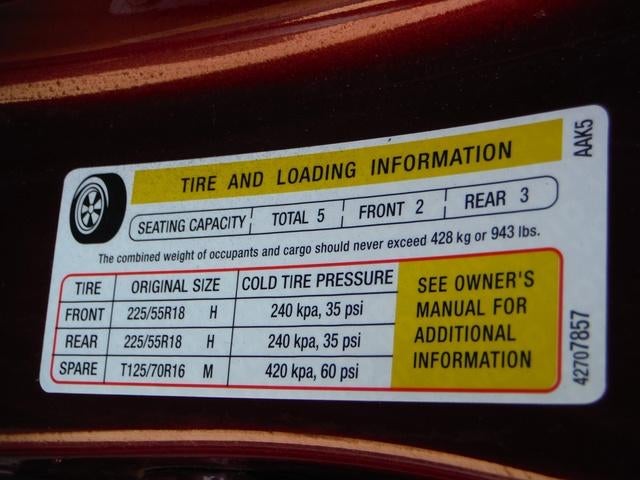 TIRE AND LOADING INFORMATION
SEATING CAPACITY TOTAL 5 FRONT 2 REAR 3
The combined weight of occupants and cargo should never exceed 428 kg or 943 lbs.
TIRE ORIGINAL SIZE COLD TIRE PRESSURE
FRONT 225/55R18 H 240 kpa, 35 psi
REAR 225/55R18 H 240 kpa, 35 psi
SPARE T125/70R16 M 420 kpa, 60 psi
SEE OWNER'S
MANUAL FOR
ADDITIONAL
INFORMATION
AAK5
42707857